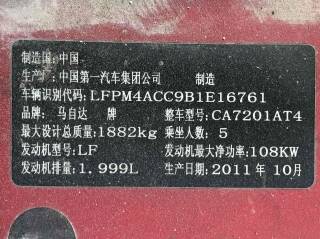 制造国:中国
生产厂:中国第一汽车集团公司 制造
车辆识别代码:LFPM4ACC9B1E16761
品牌:马自达 牌 整车型号:CA7201AT4
最大设计总质量:1882kg 乘坐人数:5
发动机型号:LF 发动机最大净功率:108KW
发动机排量:1.999L 生产日期:2011年10月